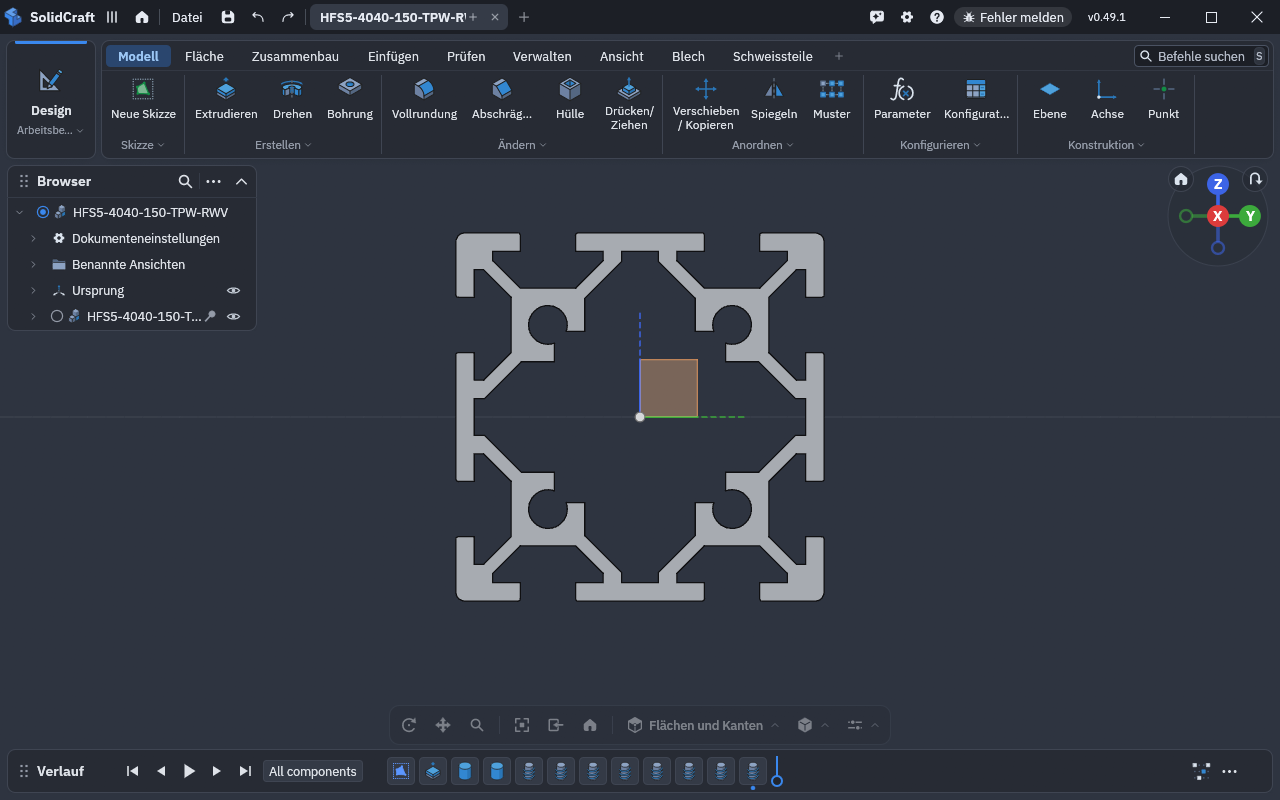 SolidCraft
Datei
HFS5-4040-150-TPW-R
Fehler melden
v0.49.1
Design
Arbeitsbe...
Modell
Fläche
Zusammenbau
Einfügen
Prüfen
Verwalten
Ansicht
Blech
Schweissteile
Befehle suchen
S
Neue Skizze
Extrudieren
Drehen
Bohrung
Vollrundung
Abschräg...
Hülle
Drücken/
Ziehen
Verschieben
/ Kopieren
Spiegeln
Muster
Parameter
Konfigurat...
Ebene
Achse
Punkt
Skizze
Erstellen
Ändern
Anordnen
Konfigurieren
Konstruktion
Browser
HFS5-4040-150-TPW-RWV
Dokumenteneinstellungen
Benannte Ansichten
Ursprung
HFS5-4040-150-T...
Z
X
Y
Flächen und Kanten
Verlauf
All components